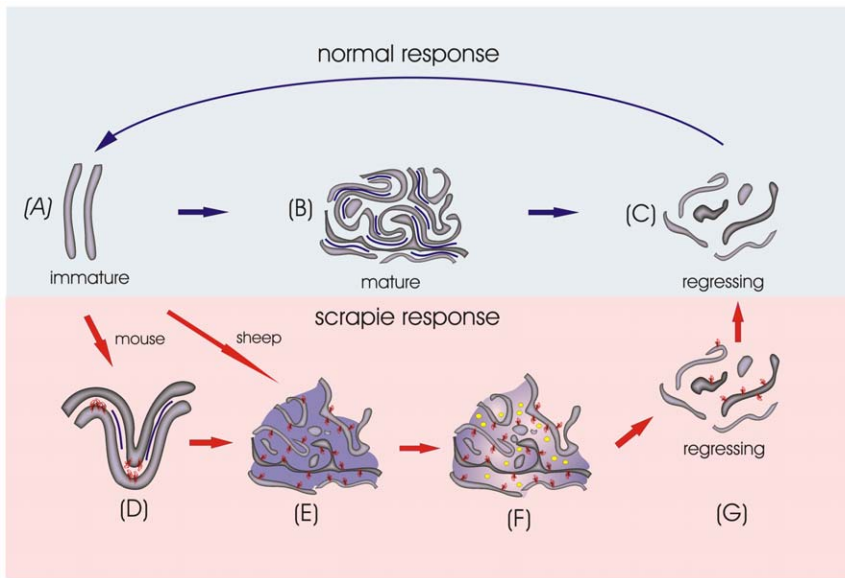 normal response
(A)
(B)
(C)
immature
mature
regressing
scrapie response
mouse
sheep
regressing
(D)
(E)
(F)
(G)